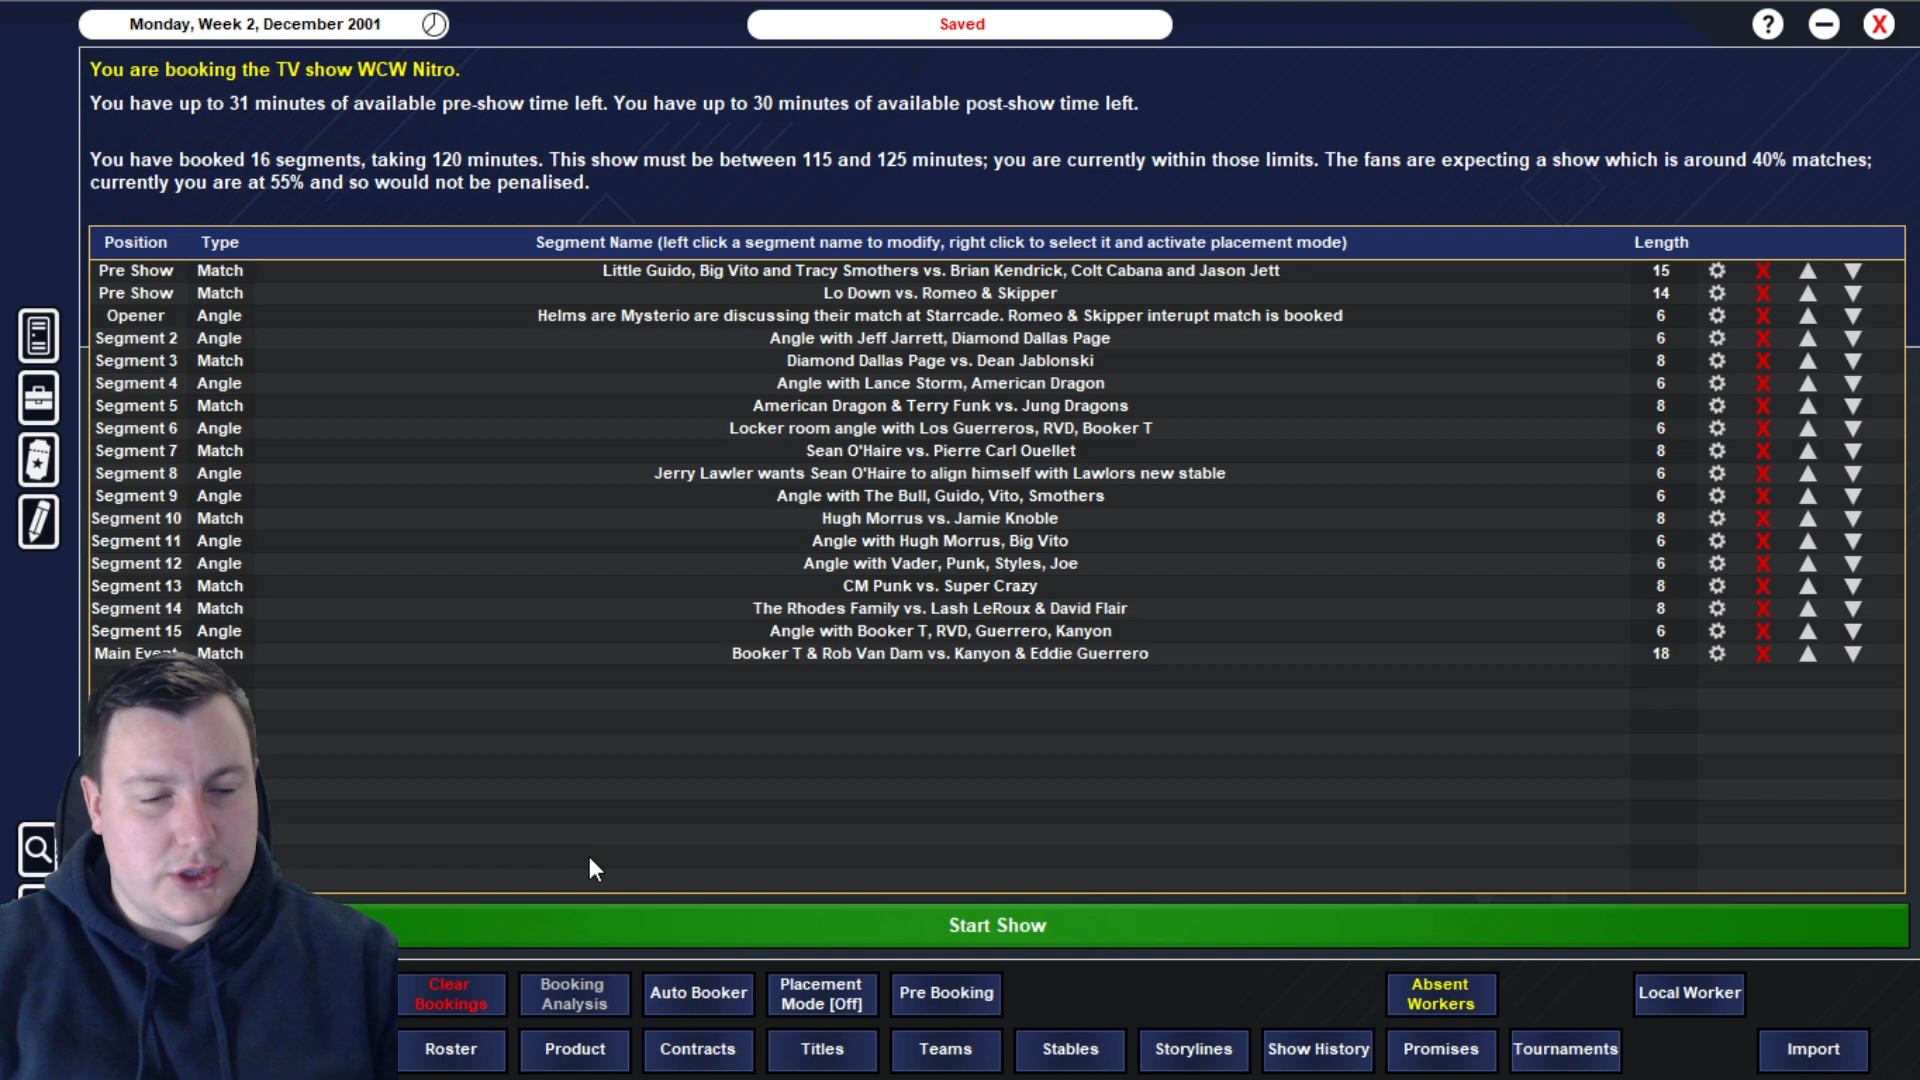 Monday, Week 2, December 2001
Saved
?
X
You are booking the TV show WCW Nitro.
You have up to 31 minutes of available pre-show time left. You have up to 30 minutes of available post-show time left.
You have booked 16 segments, taking 120 minutes. This show must be between 115 and 125 minutes; you are currently within those limits. The fans are expecting a show which is around 40% matches;
currently you are at 55% and so would not be penalised.
Position Type Segment Name (left click a segment name to modify, right click to select it and activate placement mode) Length
Pre Show Match Little Guido, Big Vito and Tracy Smothers vs. Brian Kendrick, Colt Cabana and Jason Jett 15 X
Pre Show Match Lo Down vs. Romeo & Skipper 14 X
Opener Angle Helms are Mysterio are discussing their match at Starrcade. Romeo & Skipper interupt match is booked 6 X
Segment 2 Angle Angle with Jeff Jarrett, Diamond Dallas Page 6 X
Segment 3 Match Diamond Dallas Page vs. Dean Jablonski 8 X
Segment 4 Angle Angle with Lance Storm, American Dragon 6 X
Segment 5 Match American Dragon & Terry Funk vs. Jung Dragons 8 X
Segment 6 Angle Locker room angle with Los Guerreros, RVD, Booker T 6 X
Segment 7 Match Sean O'Haire vs. Pierre Carl Ouellet 8 X
Segment 8 Angle Jerry Lawler wants Sean O'Haire to align himself with Lawlors new stable 6 X
Segment 9 Angle Angle with The Bull, Guido, Vito, Smothers 6 X
Segment 10 Match Hugh Morrus vs. Jamie Knoble 8 X
Segment 11 Angle Angle with Hugh Morrus, Big Vito 6 X
Segment 12 Angle Angle with Vader, Punk, Styles, Joe 6 X
Segment 13 Match CM Punk vs. Super Crazy 8 X
Segment 14 Match The Rhodes Family vs. Lash LeRoux & David Flair 8 X
Segment 15 Angle Angle with Booker T, RVD, Guerrero, Kanyon 6 X
Main Event Match Booker T & Rob Van Dam vs. Kanyon & Eddie Guerrero 18 X
Start Show
Clear Bookings
Booking Analysis
Auto Booker
Placement Mode [Off]
Pre Booking
Absent Workers
Local Worker
Roster
Product
Contracts
Titles
Teams
Stables
Storylines
Show History
Promises
Tournaments
Import